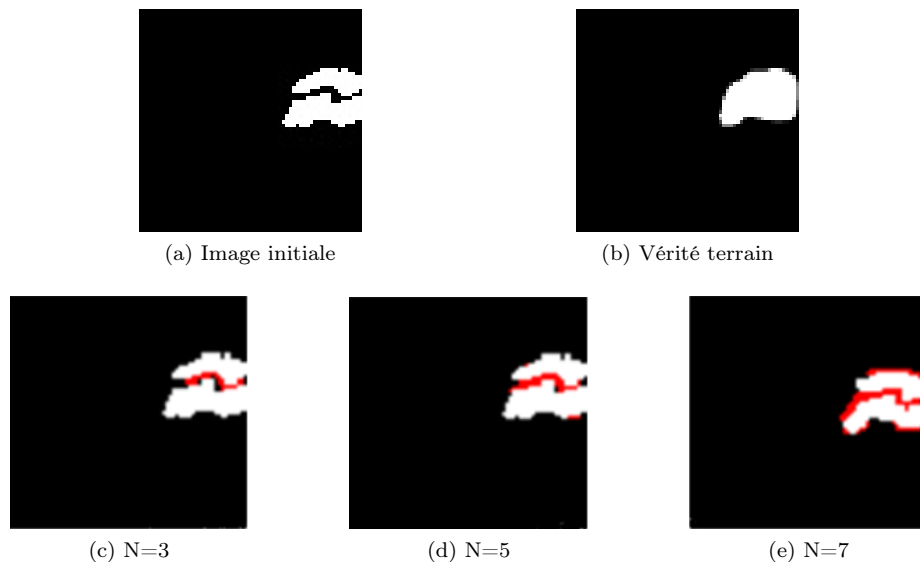 (a) Image initiale
(b) Vérité terrain
(c) N=3
(d) N=5
(e) N=7